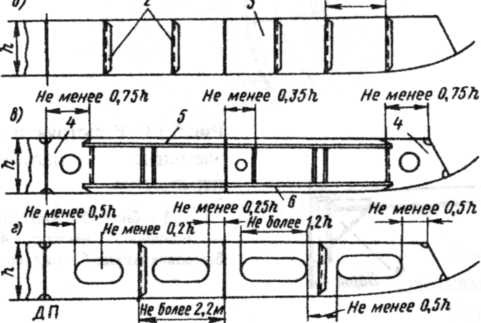 2
3
h
Не менее 0,75h
Не менее 0,35h
Не менее 0,75h
в)
4
5
4
h
6
Не менее 0,5h
Не менее 0,25h
Не менее 0,5h
г)
Не менее 0,2h
Не более 1,2h
h
Не более 2,2м
Не менее 0,5h
ДП